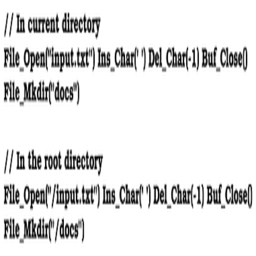 // In current directory
File_Open("input.txt") Ins_Char(' ') Del_Char(-1) Buf_Close()
File_Mkdir("docs")
// In the root directory
File_Open("/input.txt") Ins_Char(' ') Del_Char(-1) Buf_Close()
File_Mkdir("/docs")